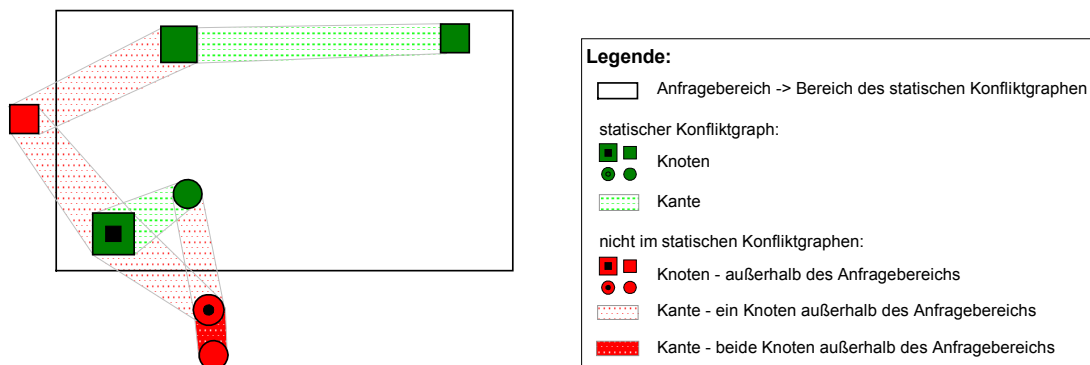 Legende:
Anfragebereich -> Bereich des statischen Konfliktgraphen
statischer Konfliktgraph:
Knoten
Kante
nicht im statischen Konfliktgraphen:
Knoten - außerhalb des Anfragebereichs
Kante - ein Knoten außerhalb des Anfragebereichs
Kante - beide Knoten außerhalb des Anfragebereichs